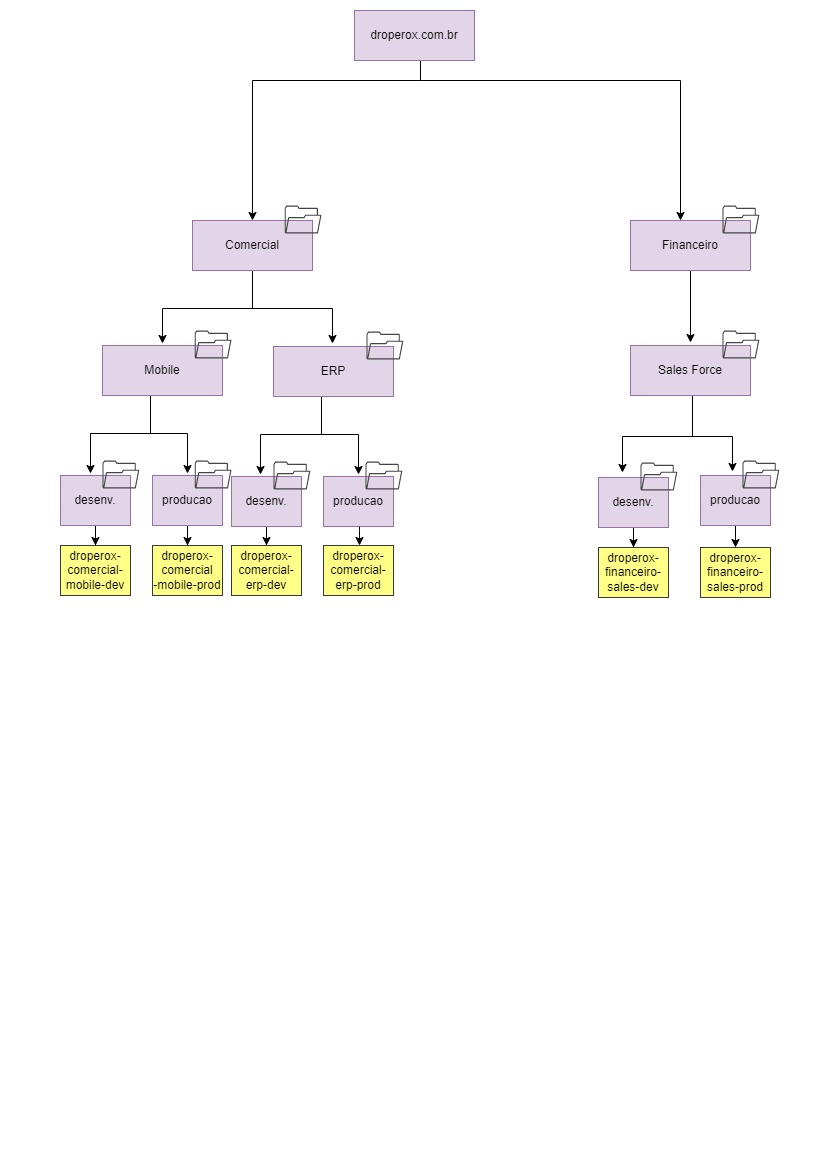 droperox.com.br
Comercial
Financeiro
Mobile
ERP
Sales Force
desenv.
producao
desenv.
producao
desenv.
producao
droperox-
comercial-
mobile-dev
droperox-
comercial
-mobile-prod
droperox-
comercial-
erp-dev
droperox-
comercial-
erp-prod
droperox-
financeiro-
sales-dev
droperox-
financeiro-
sales-prod